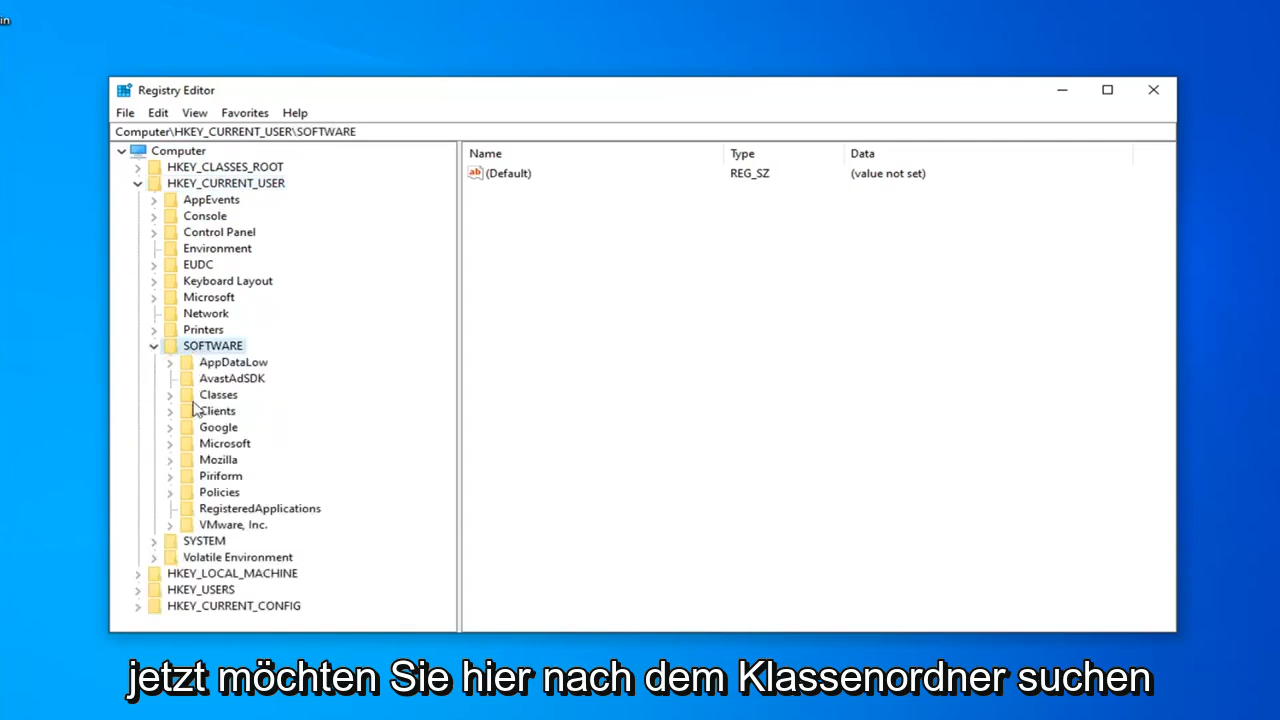 in
Registry Editor
File Edit View Favorites Help
Computer\HKEY_CURRENT_USER\SOFTWARE
Computer
HKEY_CLASSES_ROOT
HKEY_CURRENT_USER
AppEvents
Console
Control Panel
Environment
EUDC
Keyboard Layout
Microsoft
Network
Printers
SOFTWARE
AppDataLow
AvastAdSDK
Classes
Clients
Google
Microsoft
Mozilla
Piriform
Policies
RegisteredApplications
VMware, Inc.
SYSTEM
Volatile Environment
HKEY_LOCAL_MACHINE
HKEY_USERS
HKEY_CURRENT_CONFIG
Name Type Data
ab (Default) REG_SZ (value not set)
jetzt möchten Sie hier nach dem Klassenordner suchen